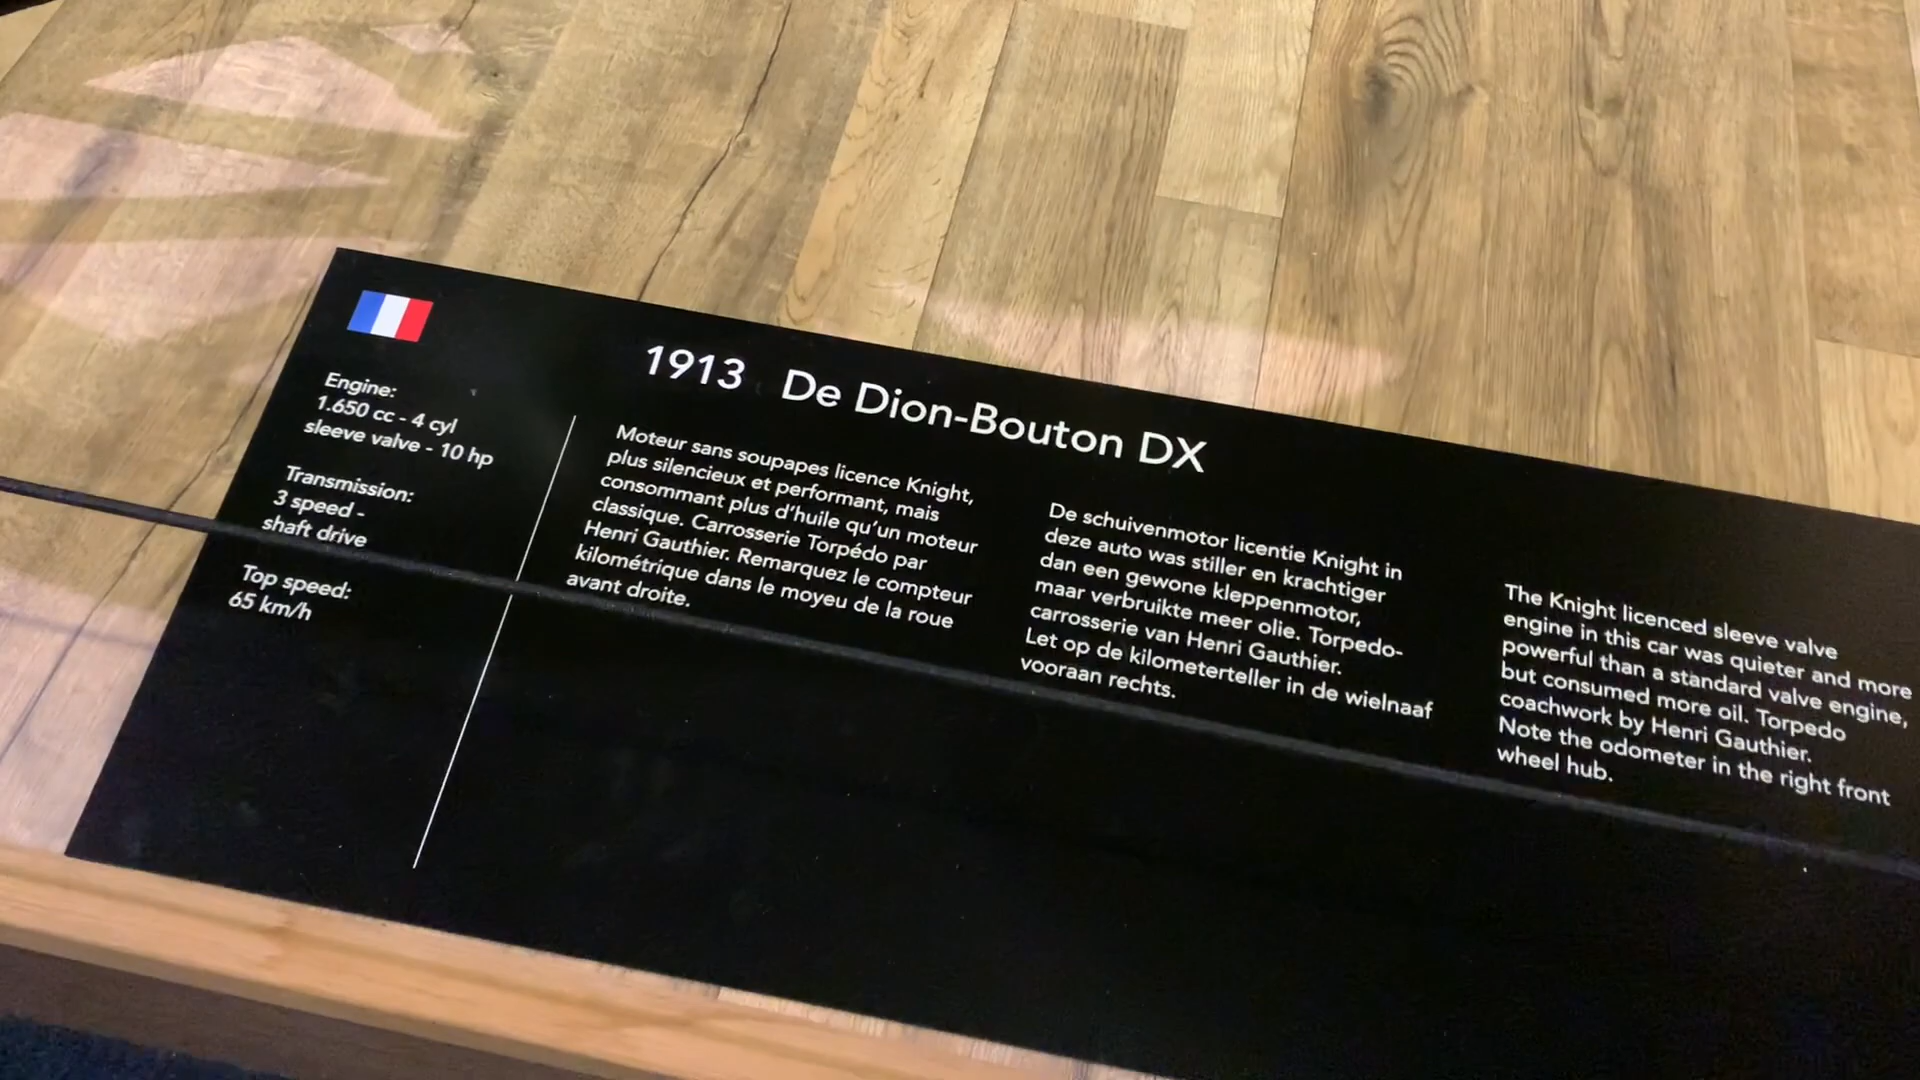 1913 De Dion-Bouton DX
Engine:
1.650 cc - 4 cyl
sleeve valve - 10 hp
Transmission:
3 speed -
shaft drive
Top speed:
65 km/h
Moteur sans soupapes licence Knight,
plus silencieux et performant, mais
consommant plus d'huile qu'un moteur
classique. Carrosserie Torpédo par
Henri Gauthier. Remarquez le compteur
kilométrique dans le moyeu de la roue
avant droite.
De schuivenmotor licentie Knight in
deze auto was stiller en krachtiger
dan een gewone kleppenmotor,
maar verbruikte meer olie. Torpedo-
carrosserie van Henri Gauthier.
Let op de kilometerteller in de wielnaaf
vooraan rechts.
The Knight licenced sleeve valve
engine in this car was quieter and more
powerful than a standard valve engine,
but consumed more oil. Torpedo
coachwork by Henri Gauthier.
Note the odometer in the right front
wheel hub.